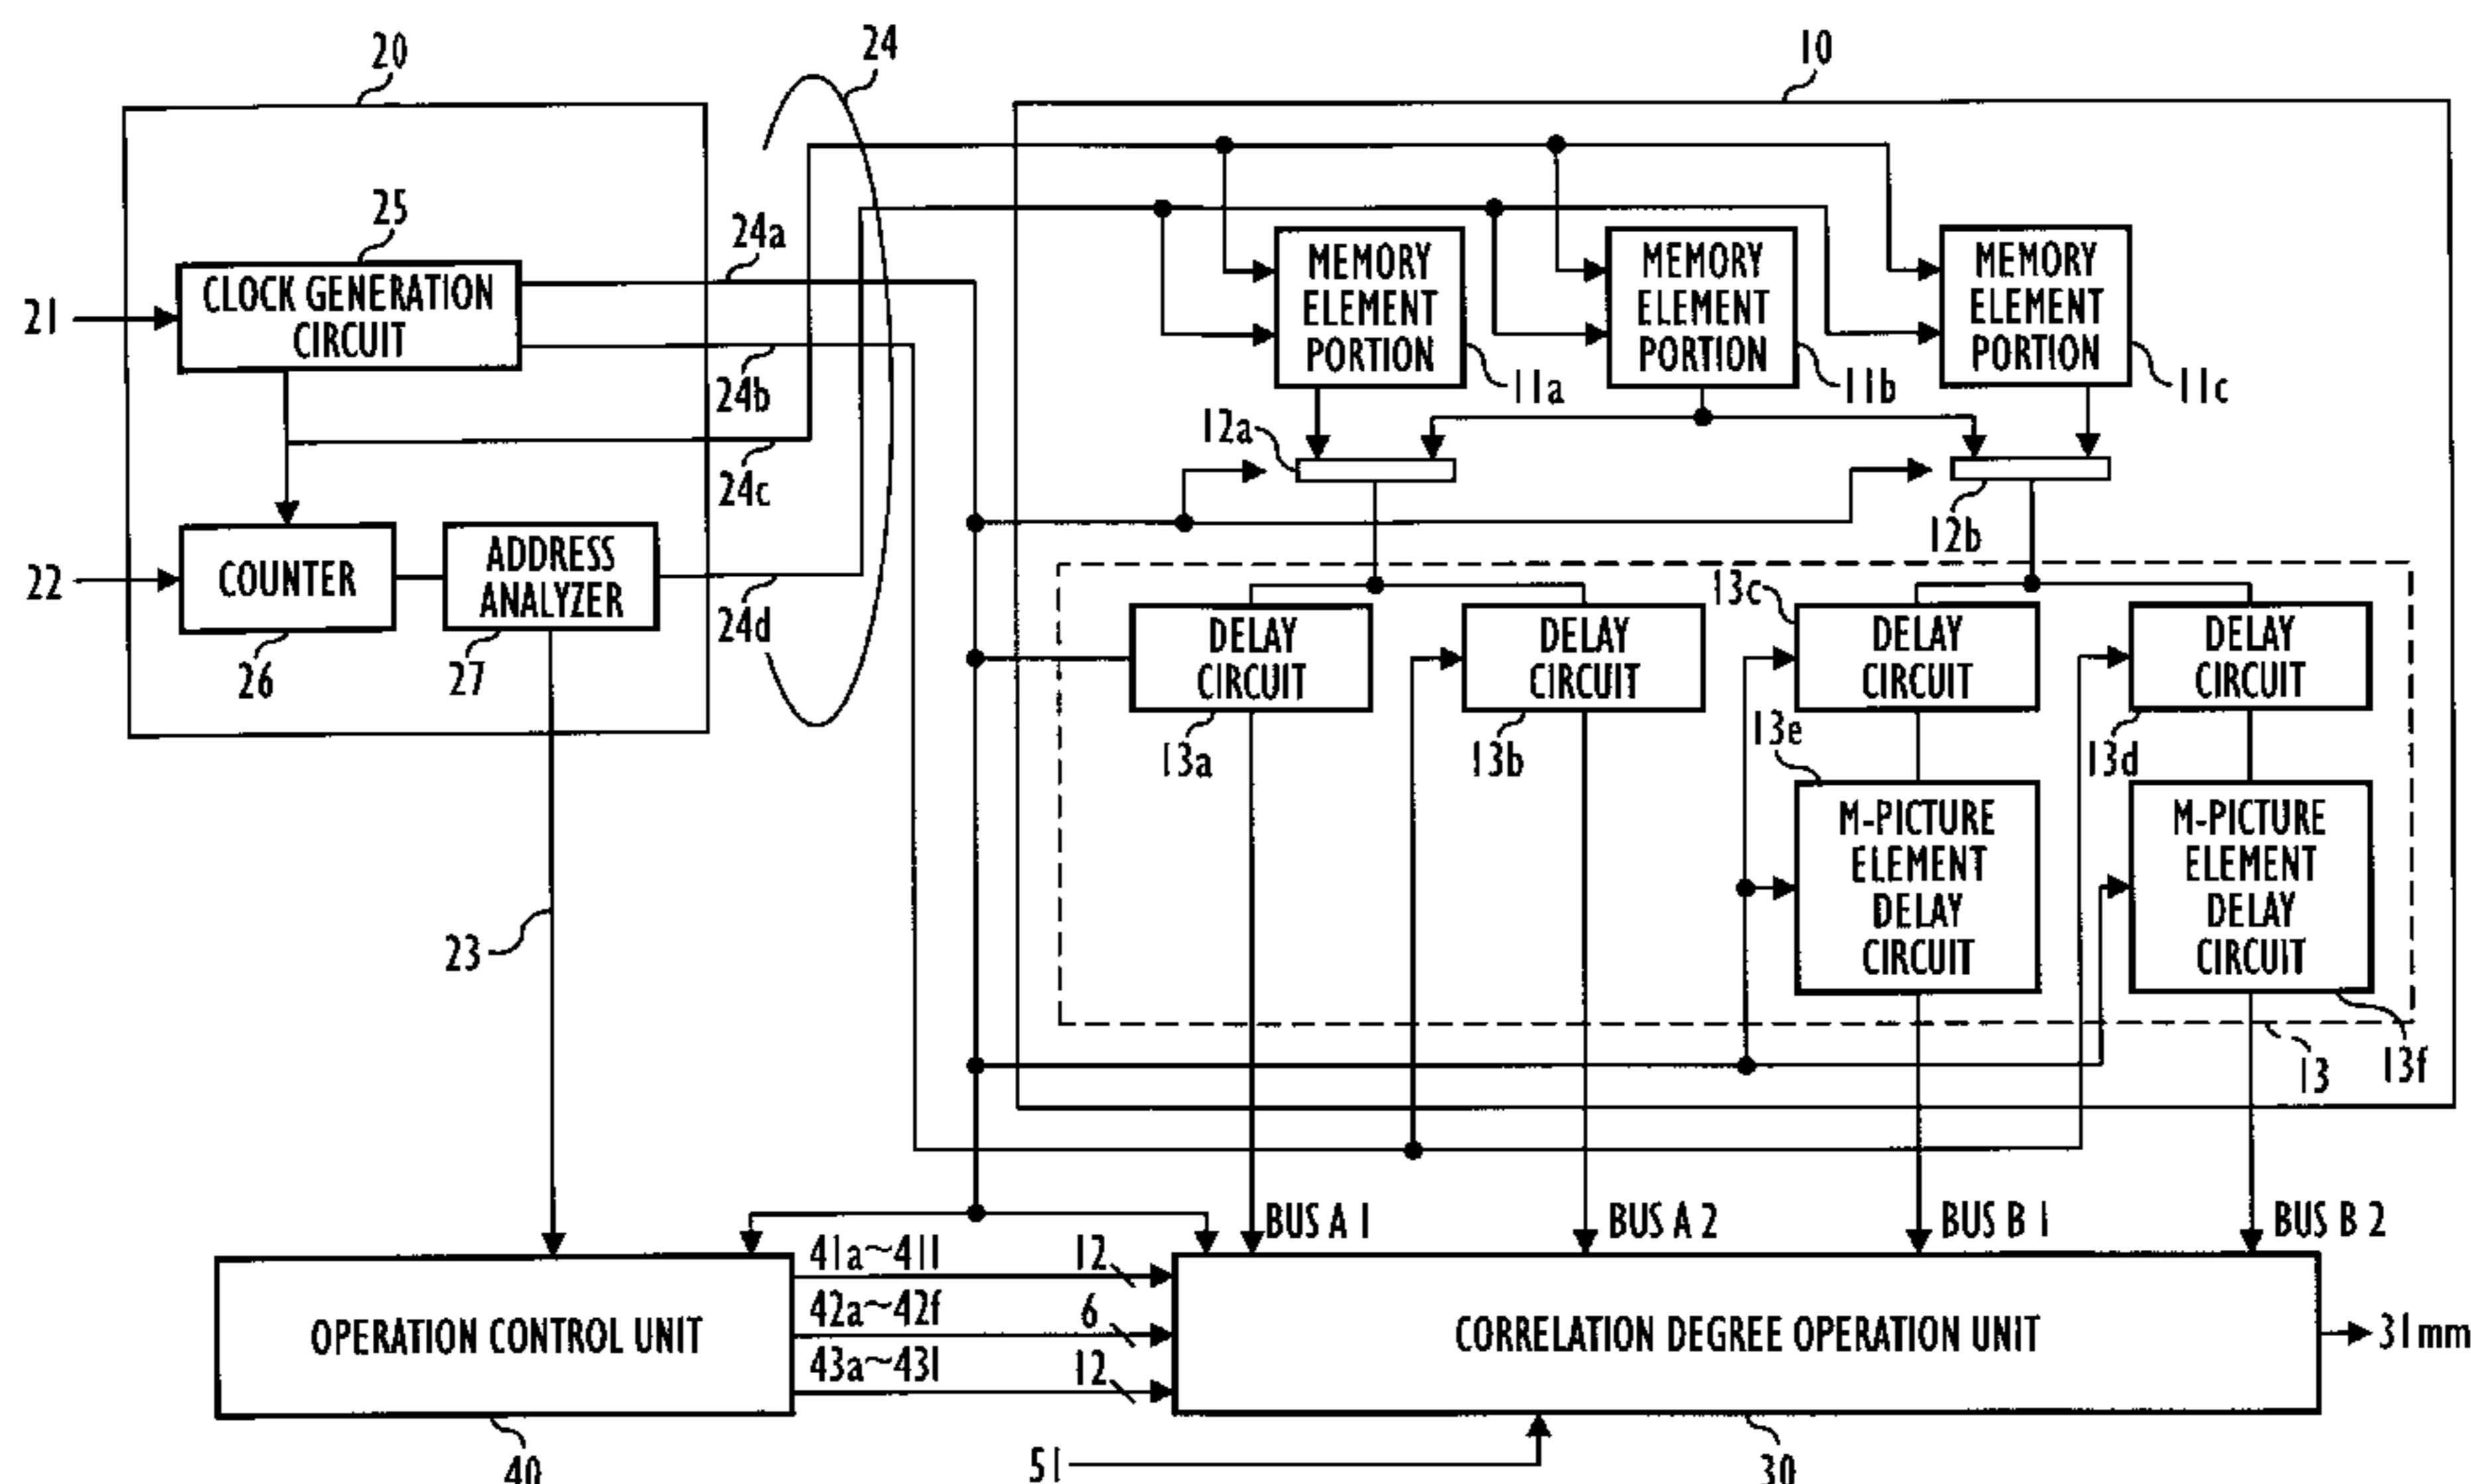 20
24
10
25
CLOCK GENERATION
CIRCUIT
21
24a
24b
24c
MEMORY
ELEMENT
PORTION
11a
MEMORY
ELEMENT
PORTION
11b
MEMORY
ELEMENT
PORTION
11c
12a
12b
22
COUNTER
26
ADDRESS
ANALYZER
27
24d
DELAY
CIRCUIT
13a
DELAY
CIRCUIT
13b
13c
DELAY
CIRCUIT
DELAY
CIRCUIT
13d
13e
M-PICTURE
ELEMENT
DELAY
CIRCUIT
M-PICTURE
ELEMENT
DELAY
CIRCUIT
13f
13
23
BUS A 1
BUS A 2
BUS B 1
BUS B 2
41a~41l
12
42a~42f
6
43a~43l
12
OPERATION CONTROL UNIT
CORRELATION DEGREE OPERATION UNIT
31mm
40
51
30